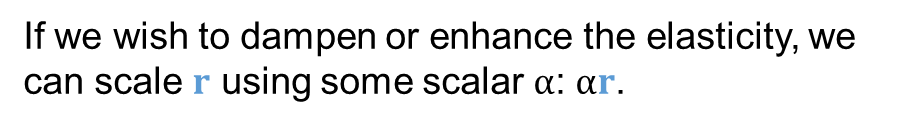 If we wish to dampen or enhance the elasticity, we
can scale r using some scalar α: αr.